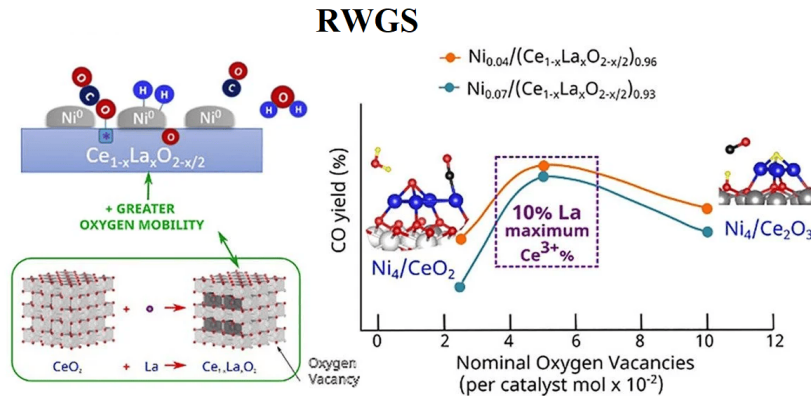 RWGS
O
C
O
H
H
O
C
O
H
H
Ni⁰
Ni⁰
Ni⁰
*
O
Ce₁₋ₓLaₓO₂₋ₓ/₂
+ GREATER
OXYGEN MOBILITY
+
+
CeO₂
+ La
Ce₁₋ₓLaₓO₂
Oxygen
Vacancy
Ni₀.₀₄/(Ce₁₋ₓLaₓO₂₋ₓ/₂)₀.₉₆
Ni₀.₀₇/(Ce₁₋ₓLaₓO₂₋ₓ/₂)₀.₉₃
CO yield (%)
10% La
maximum
Ce³⁺%
Ni₄/CeO₂
Ni₄/Ce₂O₃
0 2 4 6 8 10 12
Nominal Oxygen Vacancies
(per catalyst mol x 10⁻²)